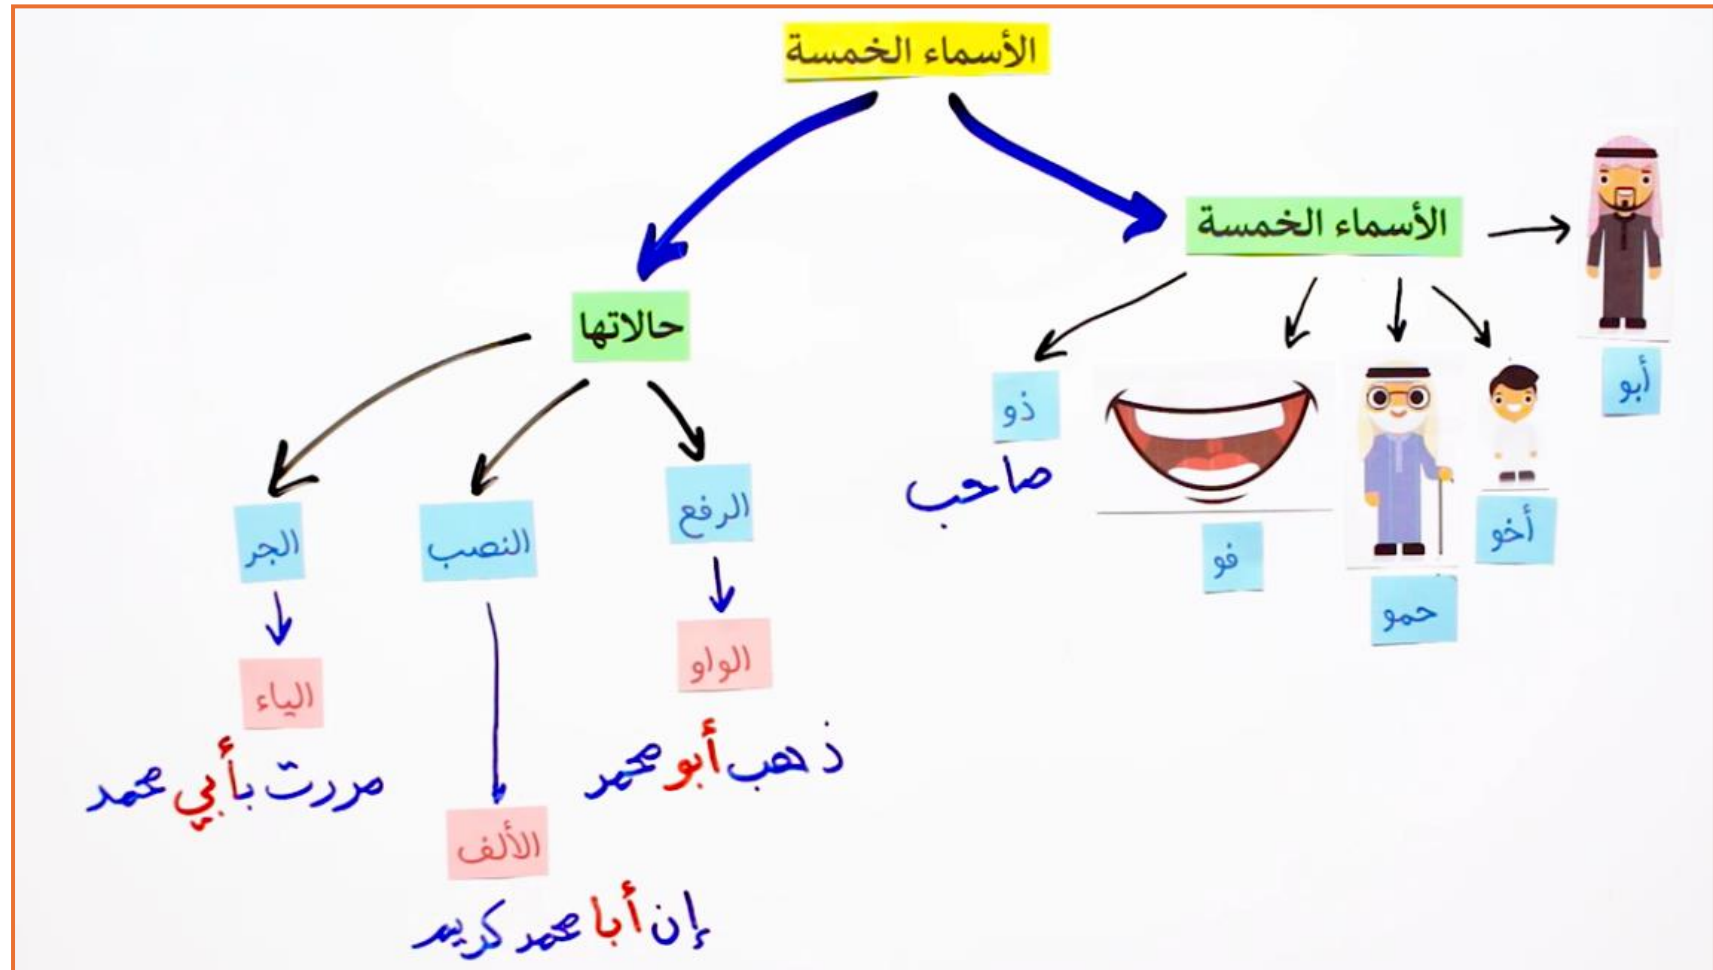 الأسماء الخمسة
الأسماء الخمسة
أبو
أخو
حمو
فو
ذو
صاحب
حالاتها
الرفع
الواو
ذهب أبو محمد
النصب
الألف
إن أبا محمد كريم
الجر
الياء
مررت بأبي محمد